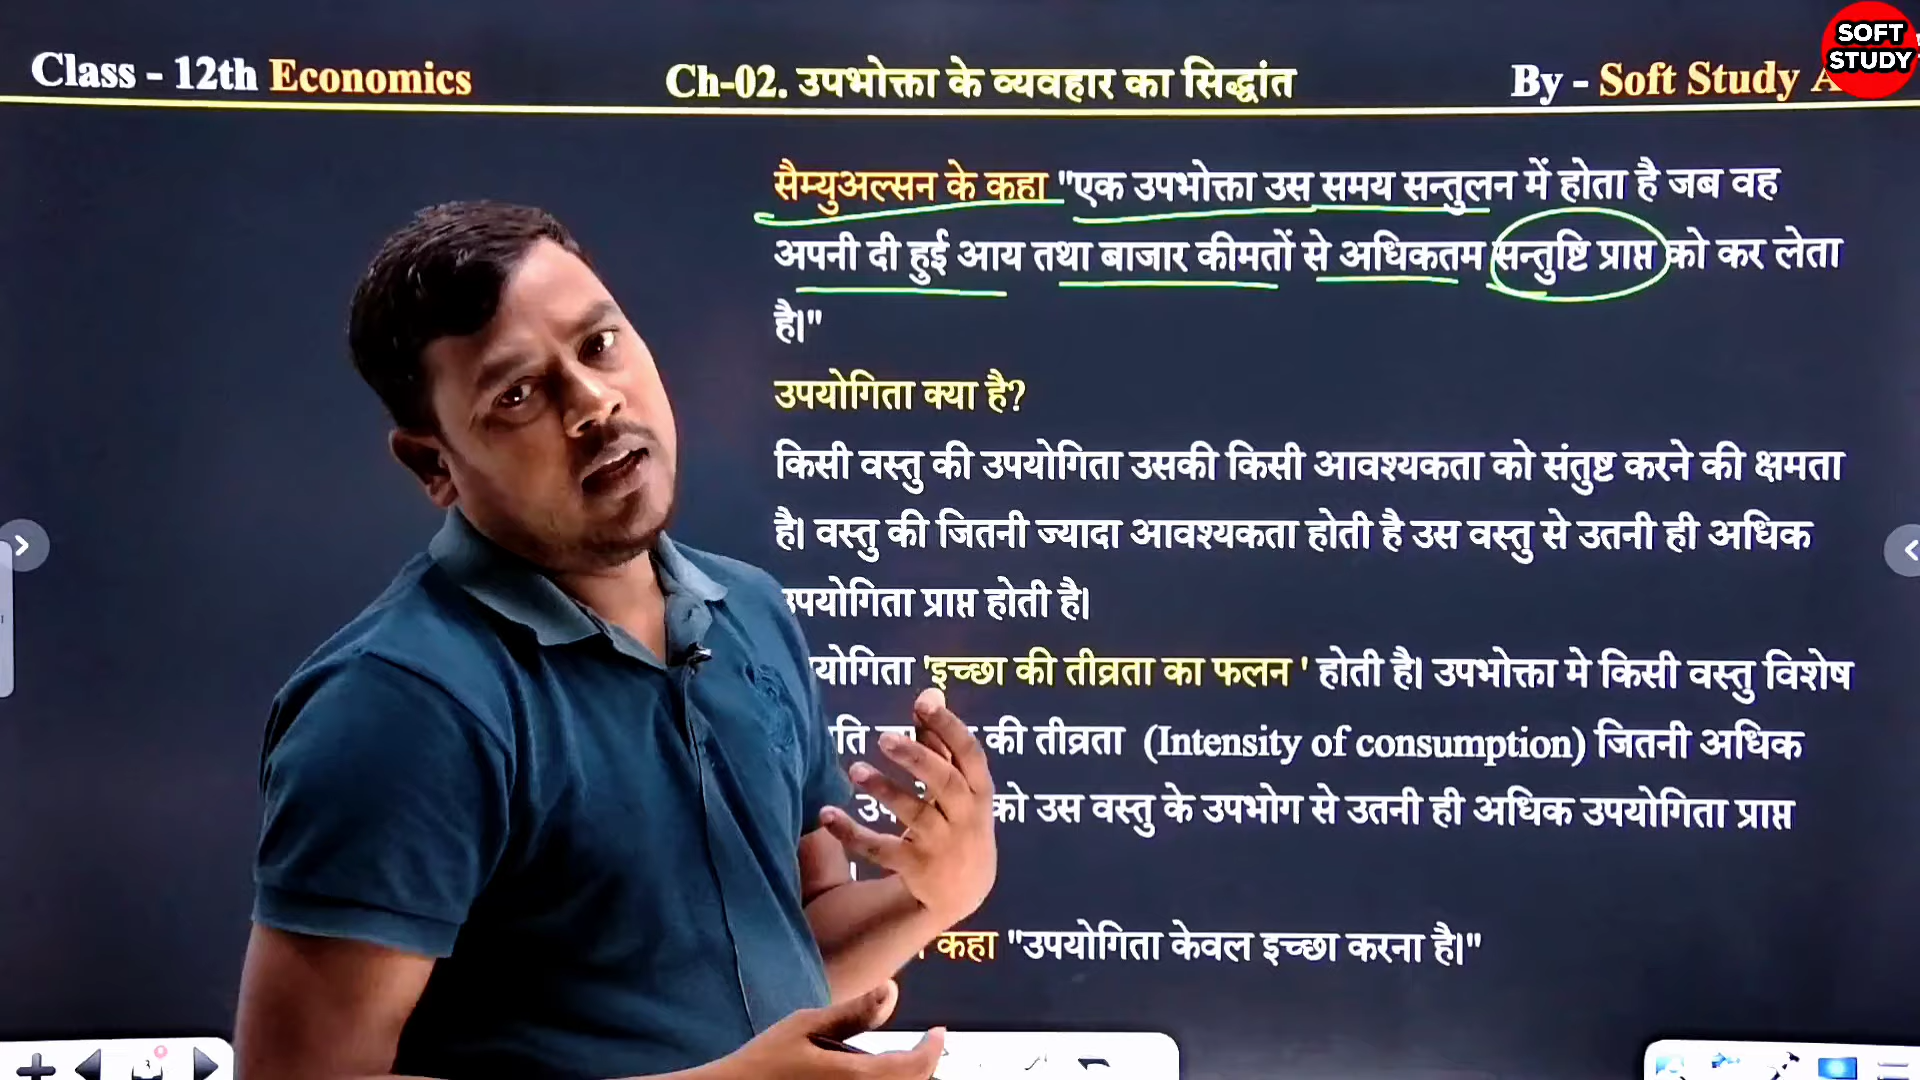 Class - 12th Economics
Ch-02. उपभोक्ता के व्यवहार का सिद्धांत
By - Soft Study
SOFT
STUDY
सैम्युअल्सन के कहा "एक उपभोक्ता उस समय सन्तुलन में होता है जब वह
अपनी दी हुई आय तथा बाजार कीमतों से अधिकतम सन्तुष्टि प्राप्त को कर लेता
है।"
उपयोगिता क्या है?
किसी वस्तु की उपयोगिता उसकी किसी आवश्यकता को संतुष्ट करने की क्षमता
है। वस्तु की जितनी ज्यादा आवश्यकता होती है उस वस्तु से उतनी ही अधिक
उपयोगिता प्राप्त होती है।
'इच्छा की तीव्रता का फलन ' होती है। उपभोक्ता मे किसी वस्तु विशेष
की तीव्रता (Intensity of consumption) जितनी अधिक
को उस वस्तु के उपभोग से उतनी ही अधिक उपयोगिता प्राप्त
कहा "उपयोगिता केवल इच्छा करना है।"
3